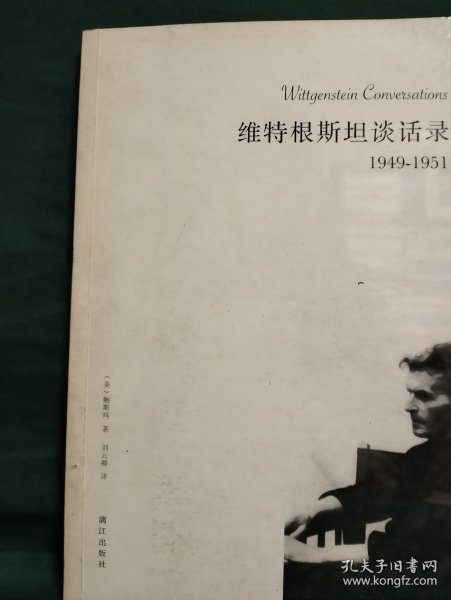 Wittgenstein Conversations
维特根斯坦谈话录
1949-1951
（美）鲍斯玛 著 刘云卿 译
漓江出版社
孔夫子旧书网
www.kongfz.com